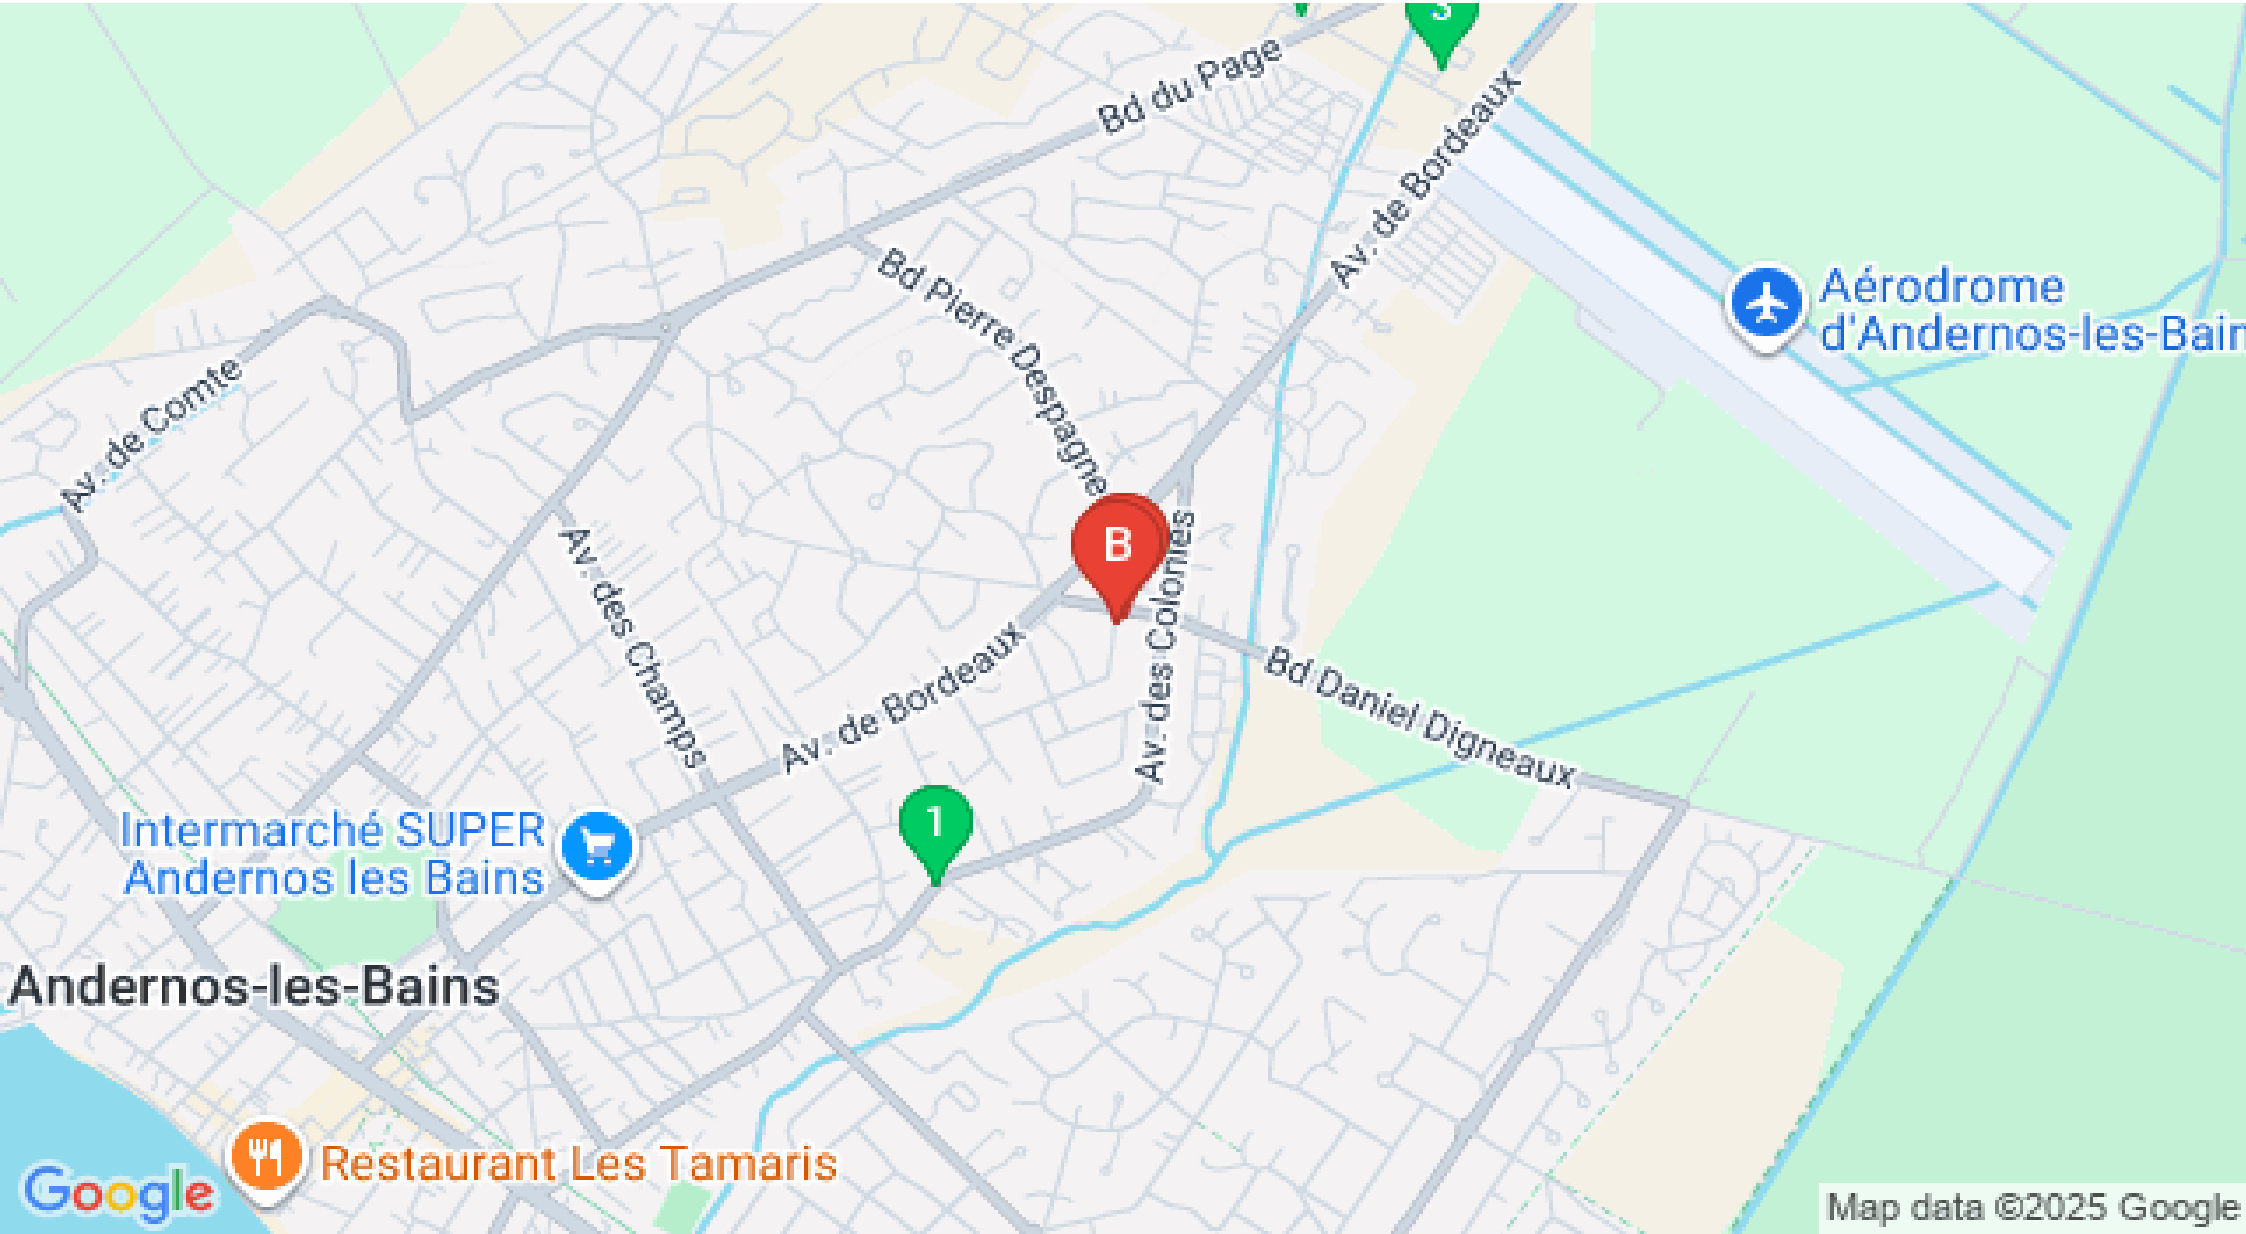 3
Bd du Page
Av. de Bordeaux
Bd Pierre Despagne
Aérodrome
d'Andernos-les-Bain
Av. de Comte
B
Av. des Colonies
Av. des Champs
Av. de Bordeaux
Bd Daniel Digneaux
1
Intermarché SUPER
Andernos les Bains
Andernos-les-Bains
Restaurant Les Tamaris
Google
Map data ©2025 Google